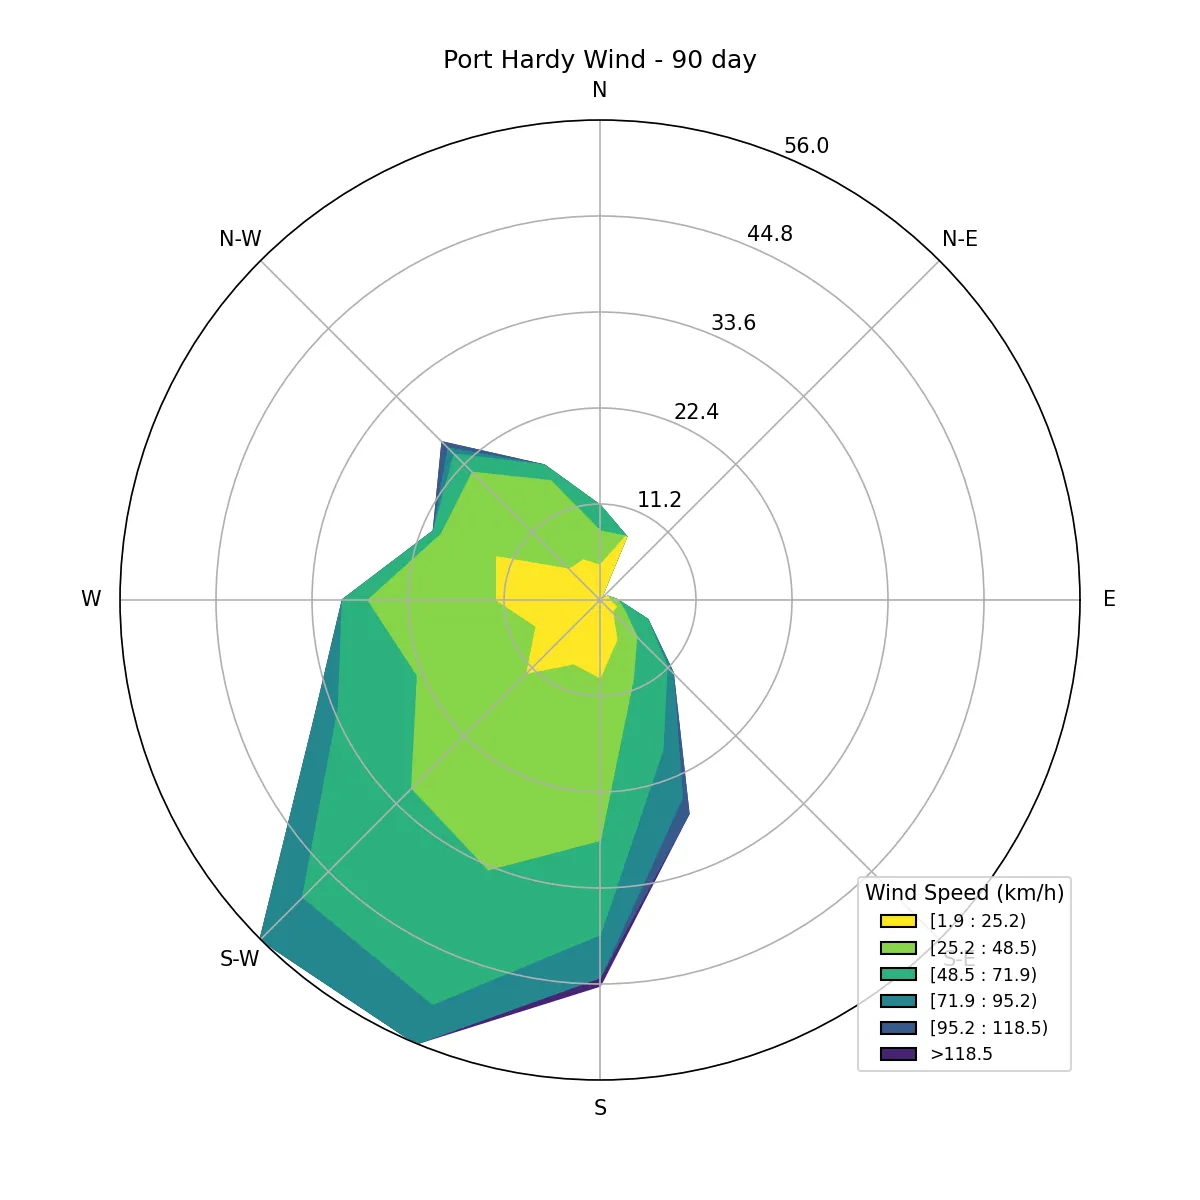 Port Hardy Wind - 90 day
N
56.0
44.8
N-W
N-E
33.6
22.4
11.2
W
E
Wind Speed (km/h)
[1.9 : 25.2)
[25.2 : 48.5)
S-W
S-E
[48.5 : 71.9)
[71.9 : 95.2)
[95.2 : 118.5)
>118.5
S